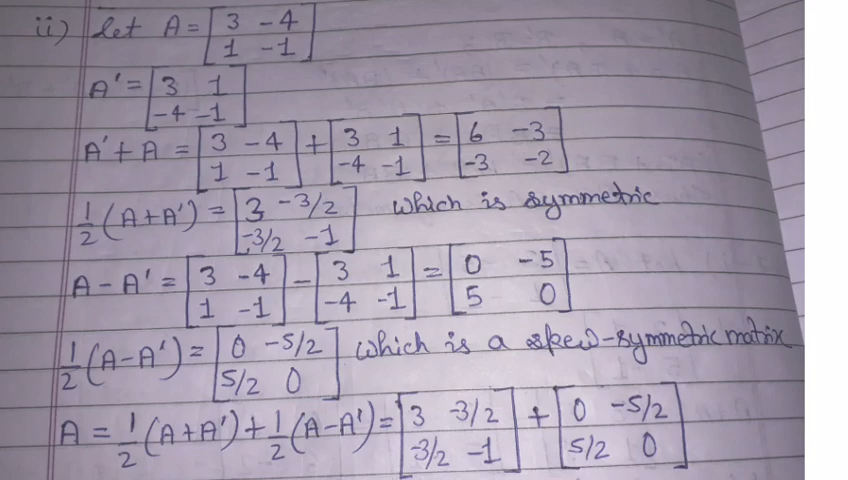 ii) let A = [3 -4
1 -1]
A' = [3 1
-4 -1]
A' + A = [3 -4 + [3 1 = [6 -3
1 -1] -4 -1] -3 -2]
1/2 (A+A') = [3 -3/2 which is symmetric
-3/2 -1]
A - A' = [3 -4 - [3 1 = [0 -5
1 -1] -4 -1] 5 0]
1/2 (A-A') = [0 -5/2 which is a skew-symmetric matrix
5/2 0]
A = 1/2 (A+A') + 1/2 (A-A') = [3 -3/2 + [0 -5/2
-3/2 -1] 5/2 0]